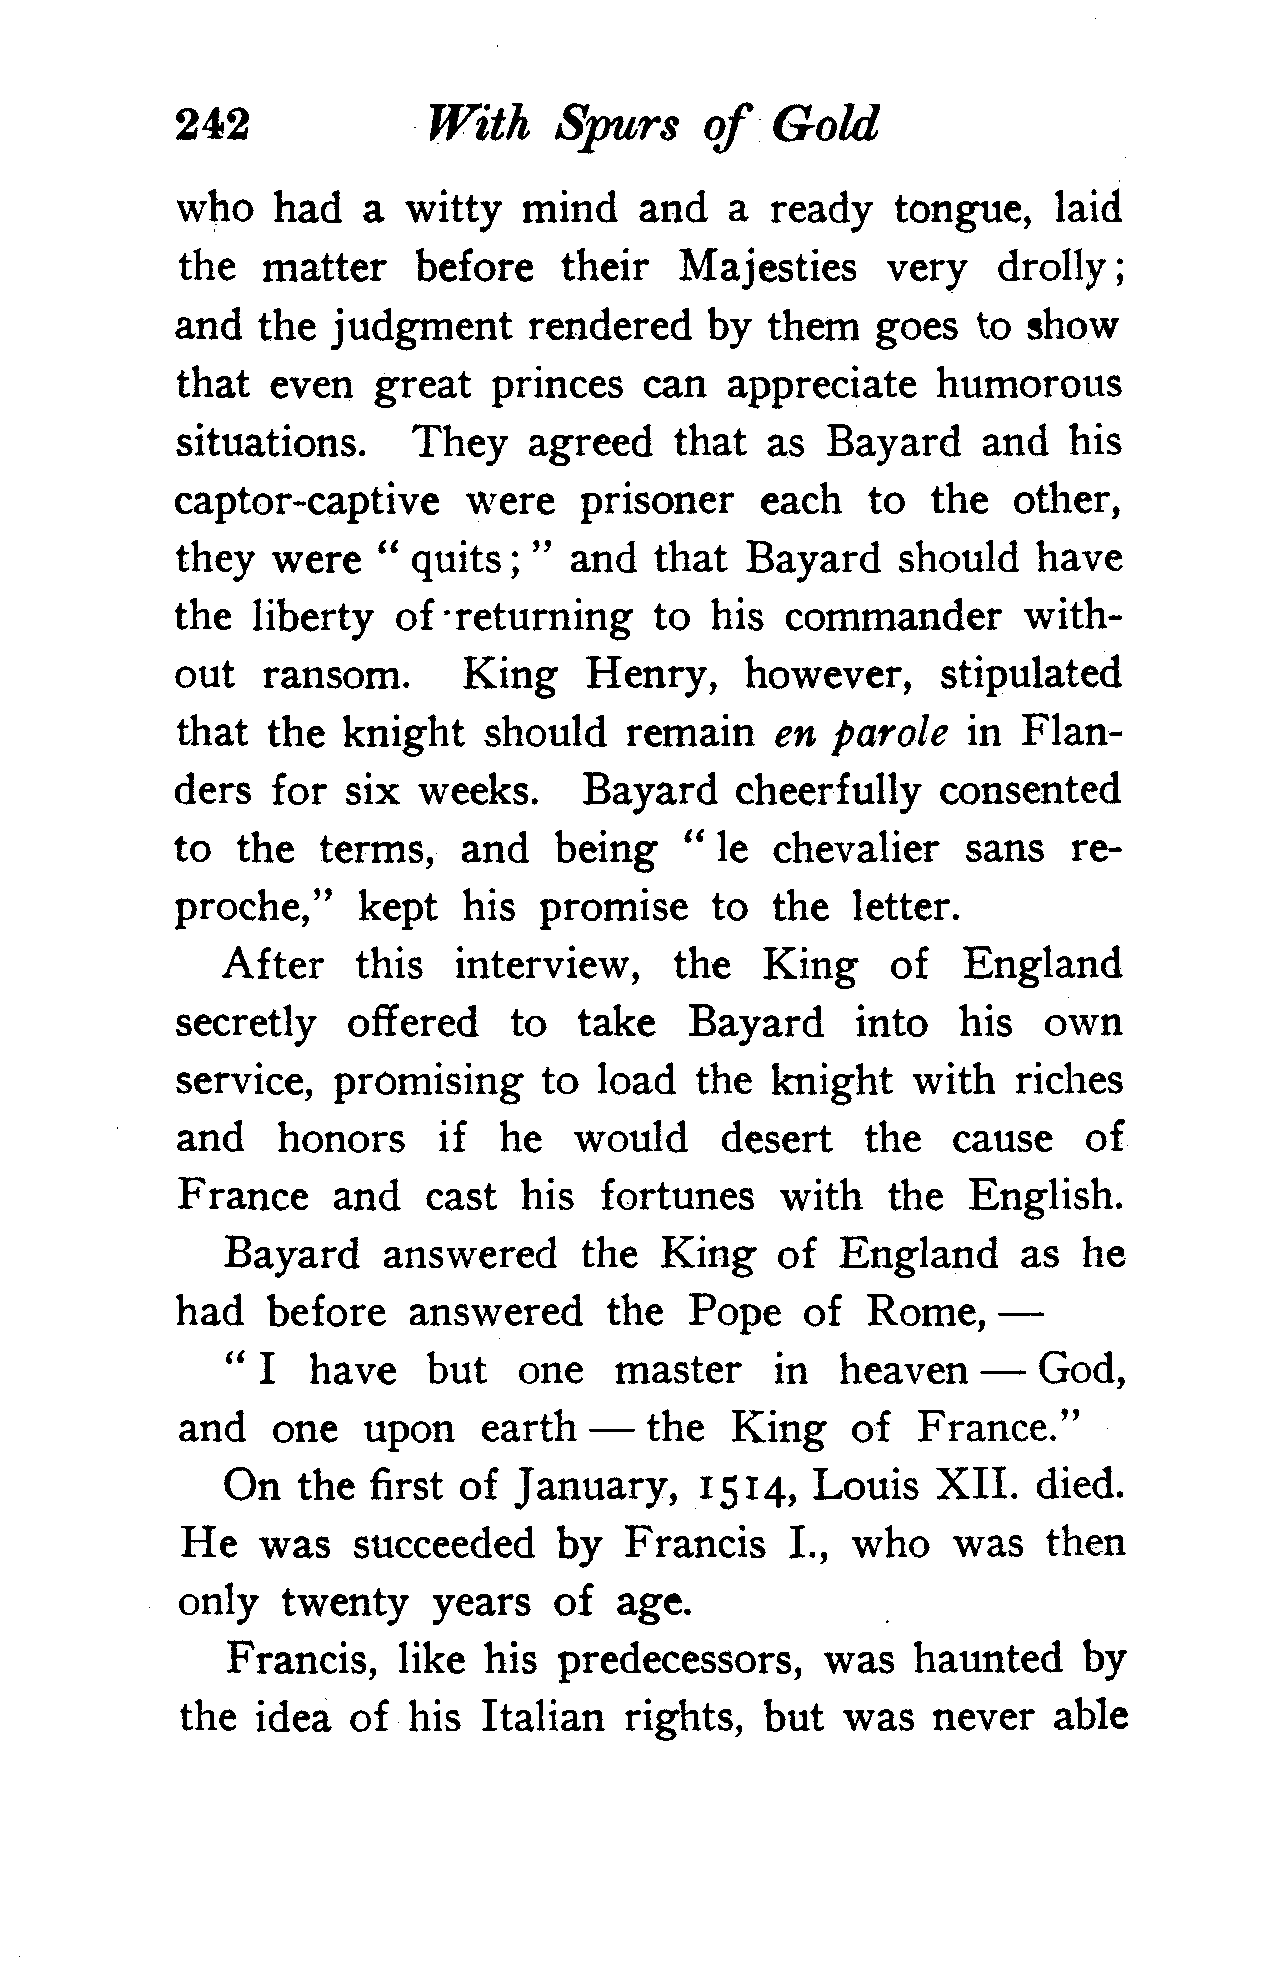 242 With Spurs of Gold
who had a witty mind and a ready tongue, laid
the matter before their Majesties very drolly;
and the judgment rendered by them goes to show
that even great princes can appreciate humorous
situations. They agreed that as Bayard and his
captor-captive were prisoner each to the other,
they were " quits; " and that Bayard should have
the liberty of returning to his commander with-
out ransom. King Henry, however, stipulated
that the knight should remain en parole in Flan-
ders for six weeks. Bayard cheerfully consented
to the terms, and being " le chevalier sans re-
proche," kept his promise to the letter.
After this interview, the King of England
secretly offered to take Bayard into his own
service, promising to load the knight with riches
and honors if he would desert the cause of
France and cast his fortunes with the English.
Bayard answered the King of England as he
had before answered the Pope of Rome, —
" I have but one master in heaven — God,
and one upon earth — the King of France."
On the first of January, 1514, Louis XII. died.
He was succeeded by Francis I., who was then
only twenty years of age.
Francis, like his predecessors, was haunted by
the idea of his Italian rights, but was never able